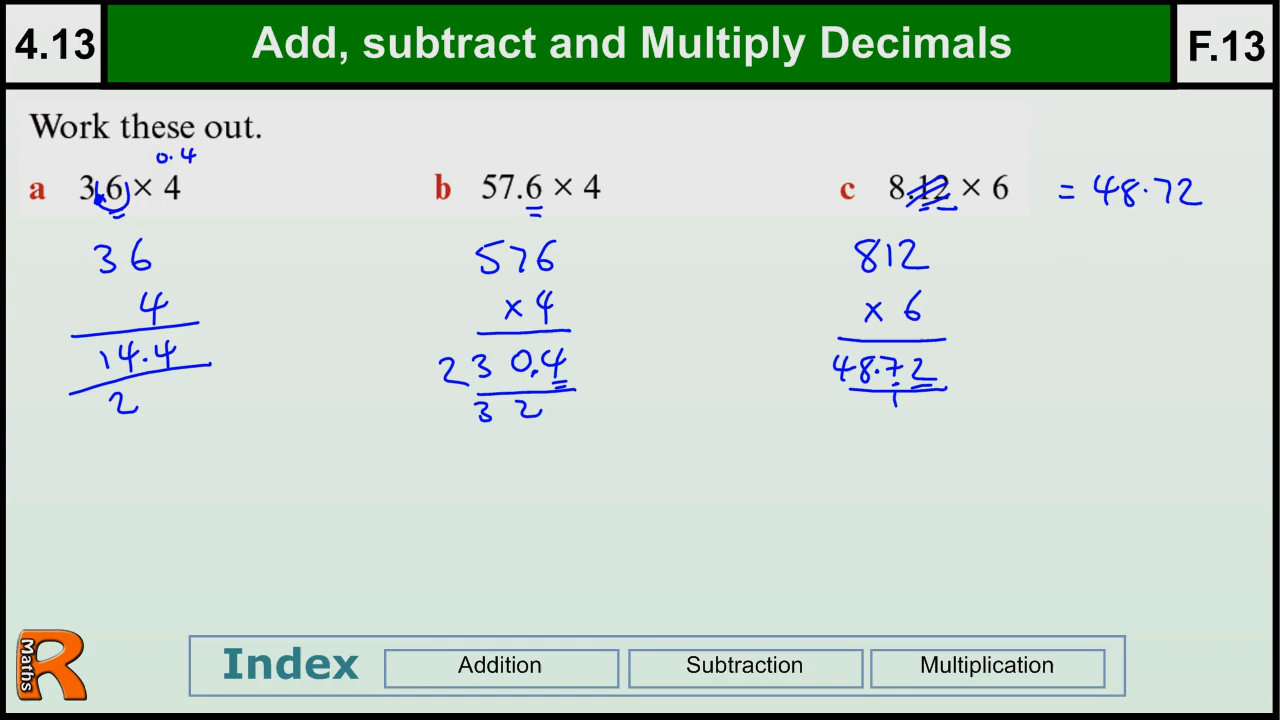 4.13 Add, subtract and Multiply Decimals F.13
Work these out.
0.4
a 3.6 × 4 b 57.6 × 4 c 8.12 × 6 = 48.72
36 576 812
4 × 4 × 6
14.4 230.4 48.72
2 32 1
R Maths Index Addition Subtraction Multiplication